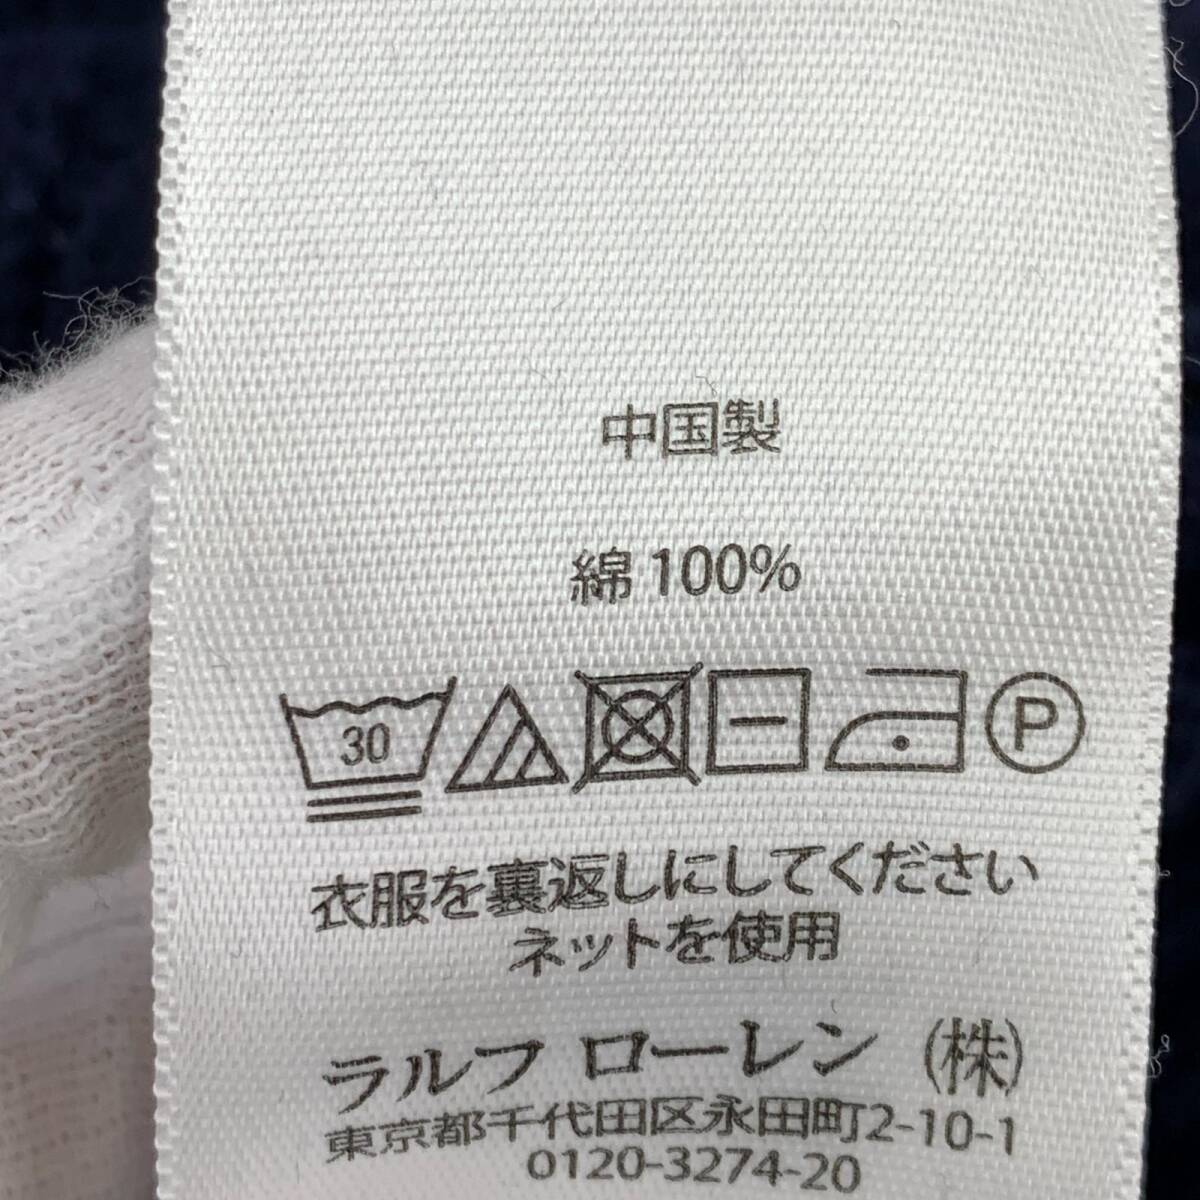 中国製
綿 100%
30 P
衣服を裏返しにしてください
ネットを使用
ラルフ ローレン (株)
東京都千代田区永田町2-10-1
0120-3274-20